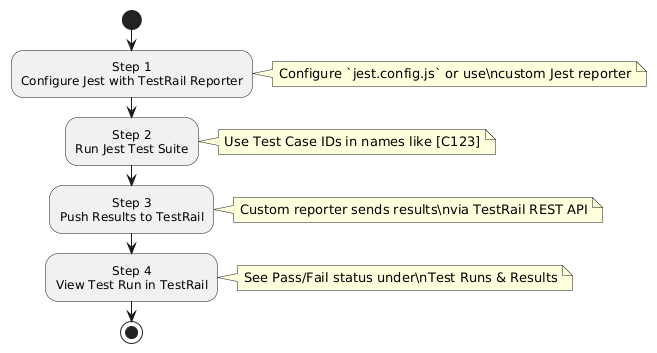 Step 1
Configure Jest with TestRail Reporter
Configure `jest.config.js` or use\ncustom Jest reporter
Step 2
Run Jest Test Suite
Use Test Case IDs in names like [C123]
Step 3
Push Results to TestRail
Custom reporter sends results\nvia TestRail REST API
Step 4
View Test Run in TestRail
See Pass/Fail status under\nTest Runs & Results